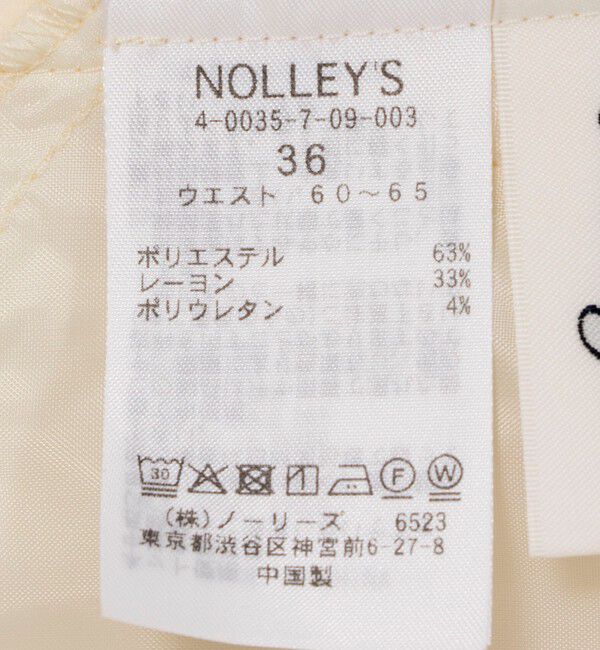 NOLLEY'S
4-0035-7-09-003
36
ウエスト 60～65
ポリエステル 63%
レーヨン 33%
ポリウレタン 4%
30 F W
(株)ノーリーズ 6523
東京都渋谷区神宮前6-27-8
中国製